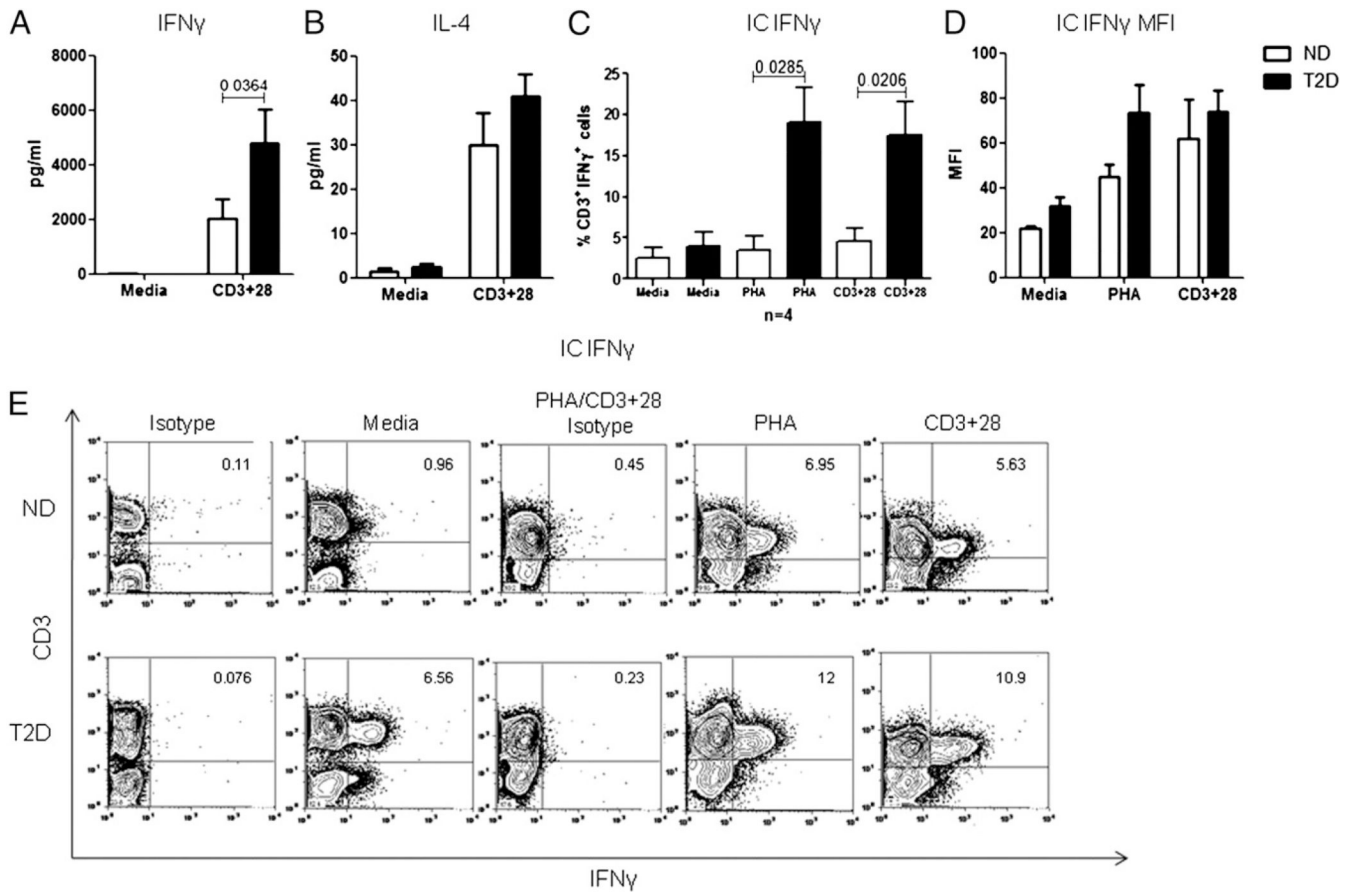 A IFNγ
8000
6000
4000
2000
0
pg/ml
0 0364
Media CD3+28
B IL-4
50
40
30
20
10
0
pg/ml
Media CD3+28
C IC IFNγ
25
20
15
10
5
0
% CD3+IFNγ+ cells
0 0285
0 0206
Media Media PHA PHA CD3+28 CD3+28
n=4
D IC IFNγ MFI
100
80
60
40
20
0
MFI
Media PHA CD3+28
ND
T2D
IC IFNγ
E
Isotype Media PHA/CD3+28 Isotype PHA CD3+28
ND
0.11 0.96 0.45 6.95 5.63
T2D
0.076 6.56 0.23 12 10.9
CD3
IFNγ